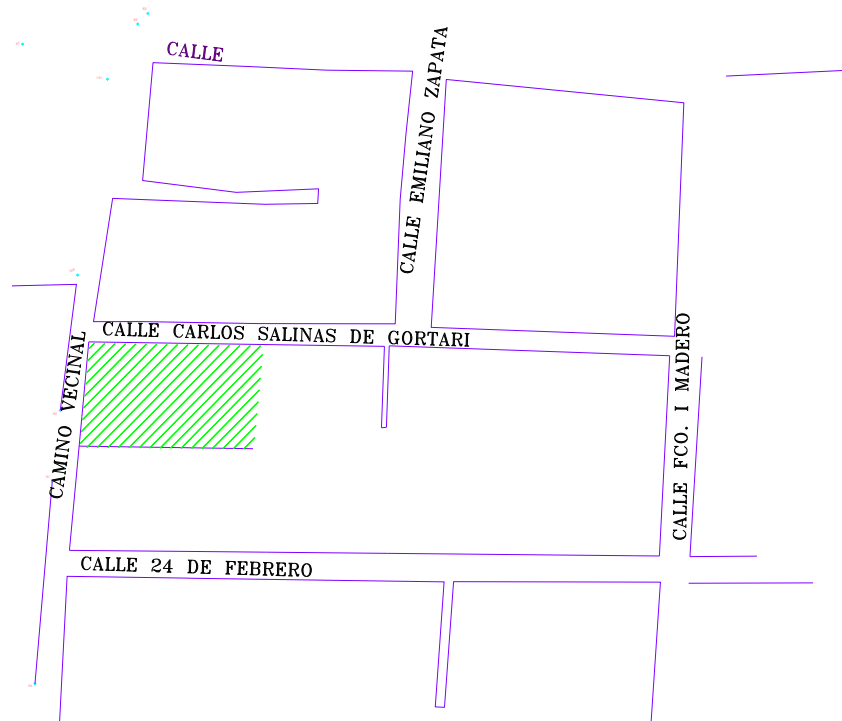 CALLE
CALLE EMILIANO ZAPATA
CALLE CARLOS SALINAS DE GORTARI
CAMINO VECINAL
CALLE FCO. I MADERO
CALLE 24 DE FEBRERO